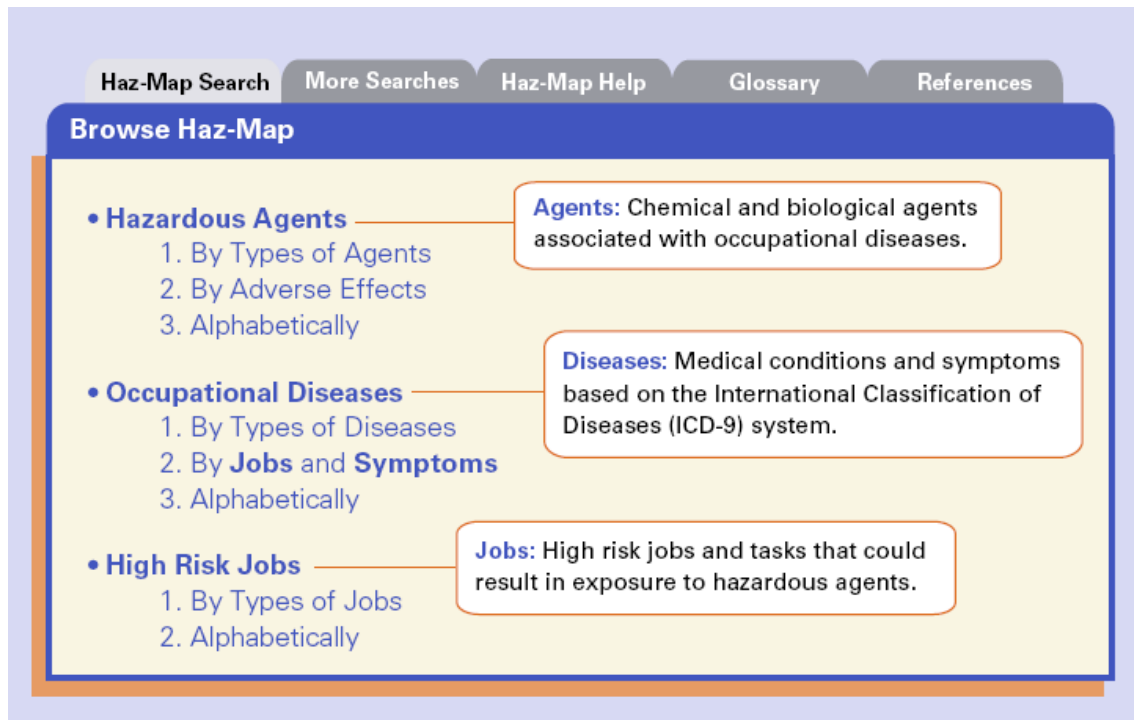 Haz-Map Search More Searches Haz-Map Help Glossary References
Browse Haz-Map
• Hazardous Agents
1. By Types of Agents
2. By Adverse Effects
3. Alphabetically
Agents: Chemical and biological agents
associated with occupational diseases.
• Occupational Diseases
1. By Types of Diseases
2. By Jobs and Symptoms
3. Alphabetically
Diseases: Medical conditions and symptoms
based on the International Classification of
Diseases (ICD-9) system.
• High Risk Jobs
1. By Types of Jobs
2. Alphabetically
Jobs: High risk jobs and tasks that could
result in exposure to hazardous agents.